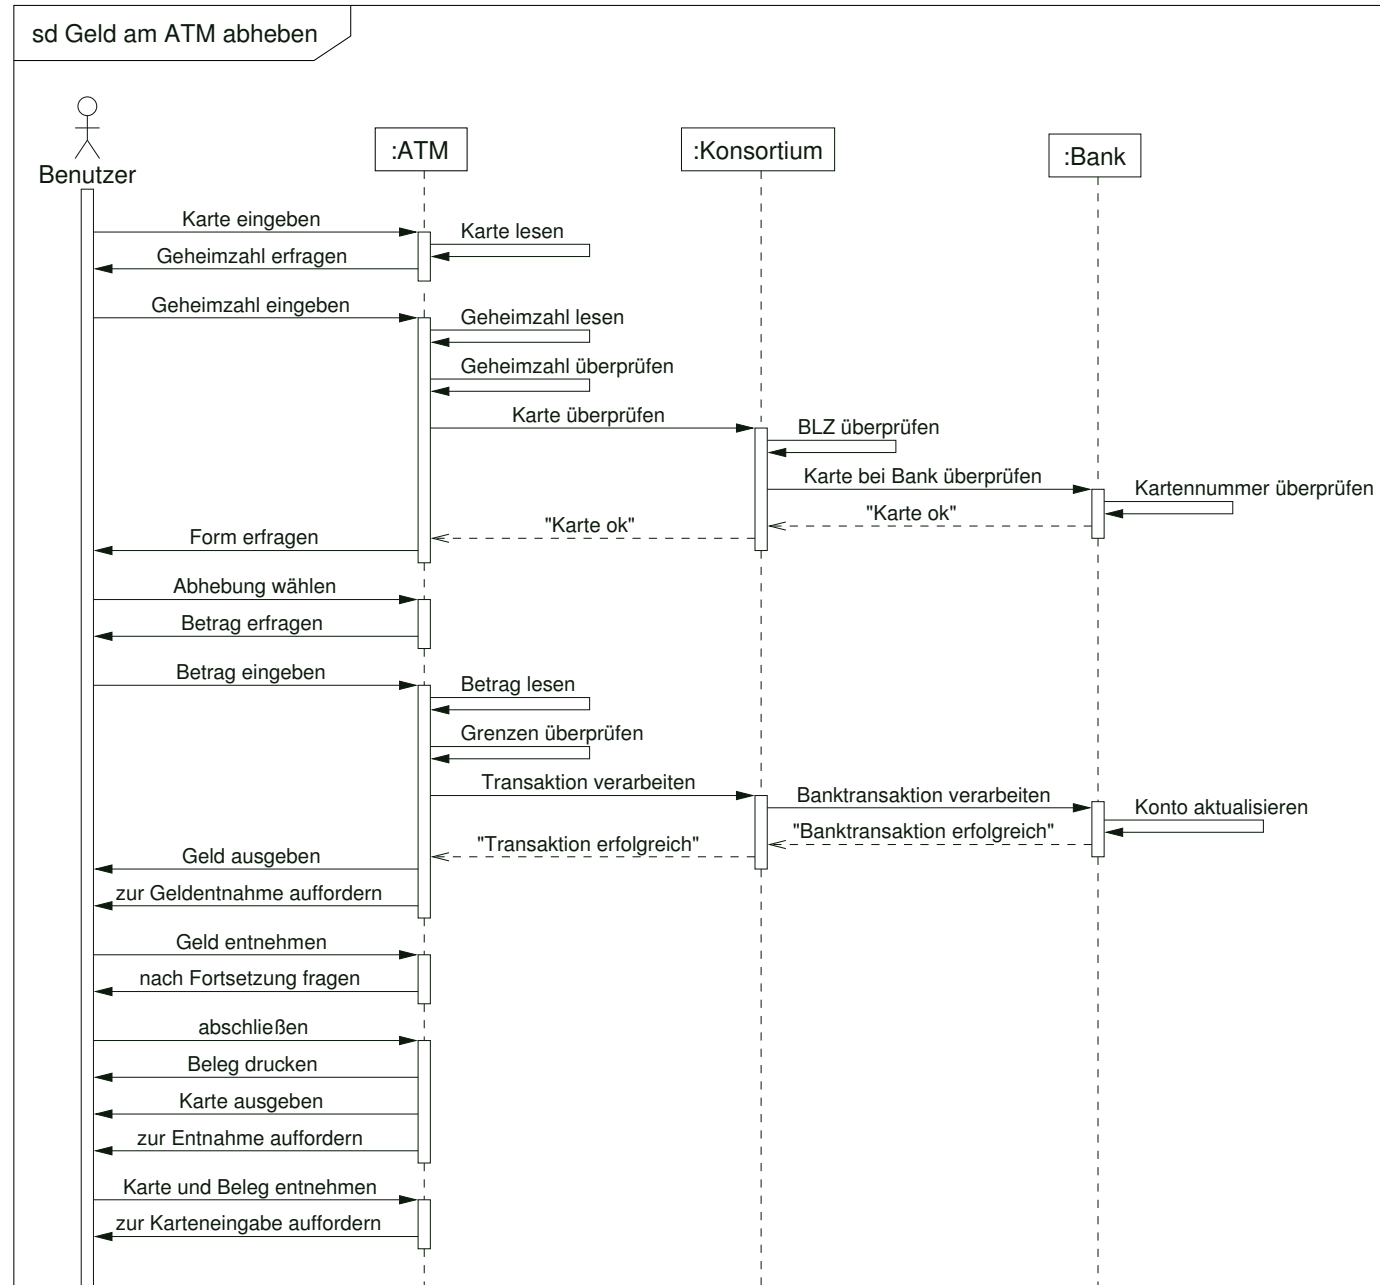 sd Geld am ATM abheben
Benutzer
:ATM
:Konsortium
:Bank
Karte eingeben
Karte lesen
Geheimzahl erfragen
Geheimzahl eingeben
Geheimzahl lesen
Geheimzahl überprüfen
Karte überprüfen
BLZ überprüfen
Karte bei Bank überprüfen
Kartennummer überprüfen
"Karte ok"
"Karte ok"
Form erfragen
Abhebung wählen
Betrag erfragen
Betrag eingeben
Betrag lesen
Grenzen überprüfen
Transaktion verarbeiten
Banktransaktion verarbeiten
Konto aktualisieren
"Banktransaktion erfolgreich"
"Transaktion erfolgreich"
Geld ausgeben
zur Geldentnahme auffordern
Geld entnehmen
nach Fortsetzung fragen
abschließen
Beleg drucken
Karte ausgeben
zur Entnahme auffordern
Karte und Beleg entnehmen
zur Karteneingabe auffordern